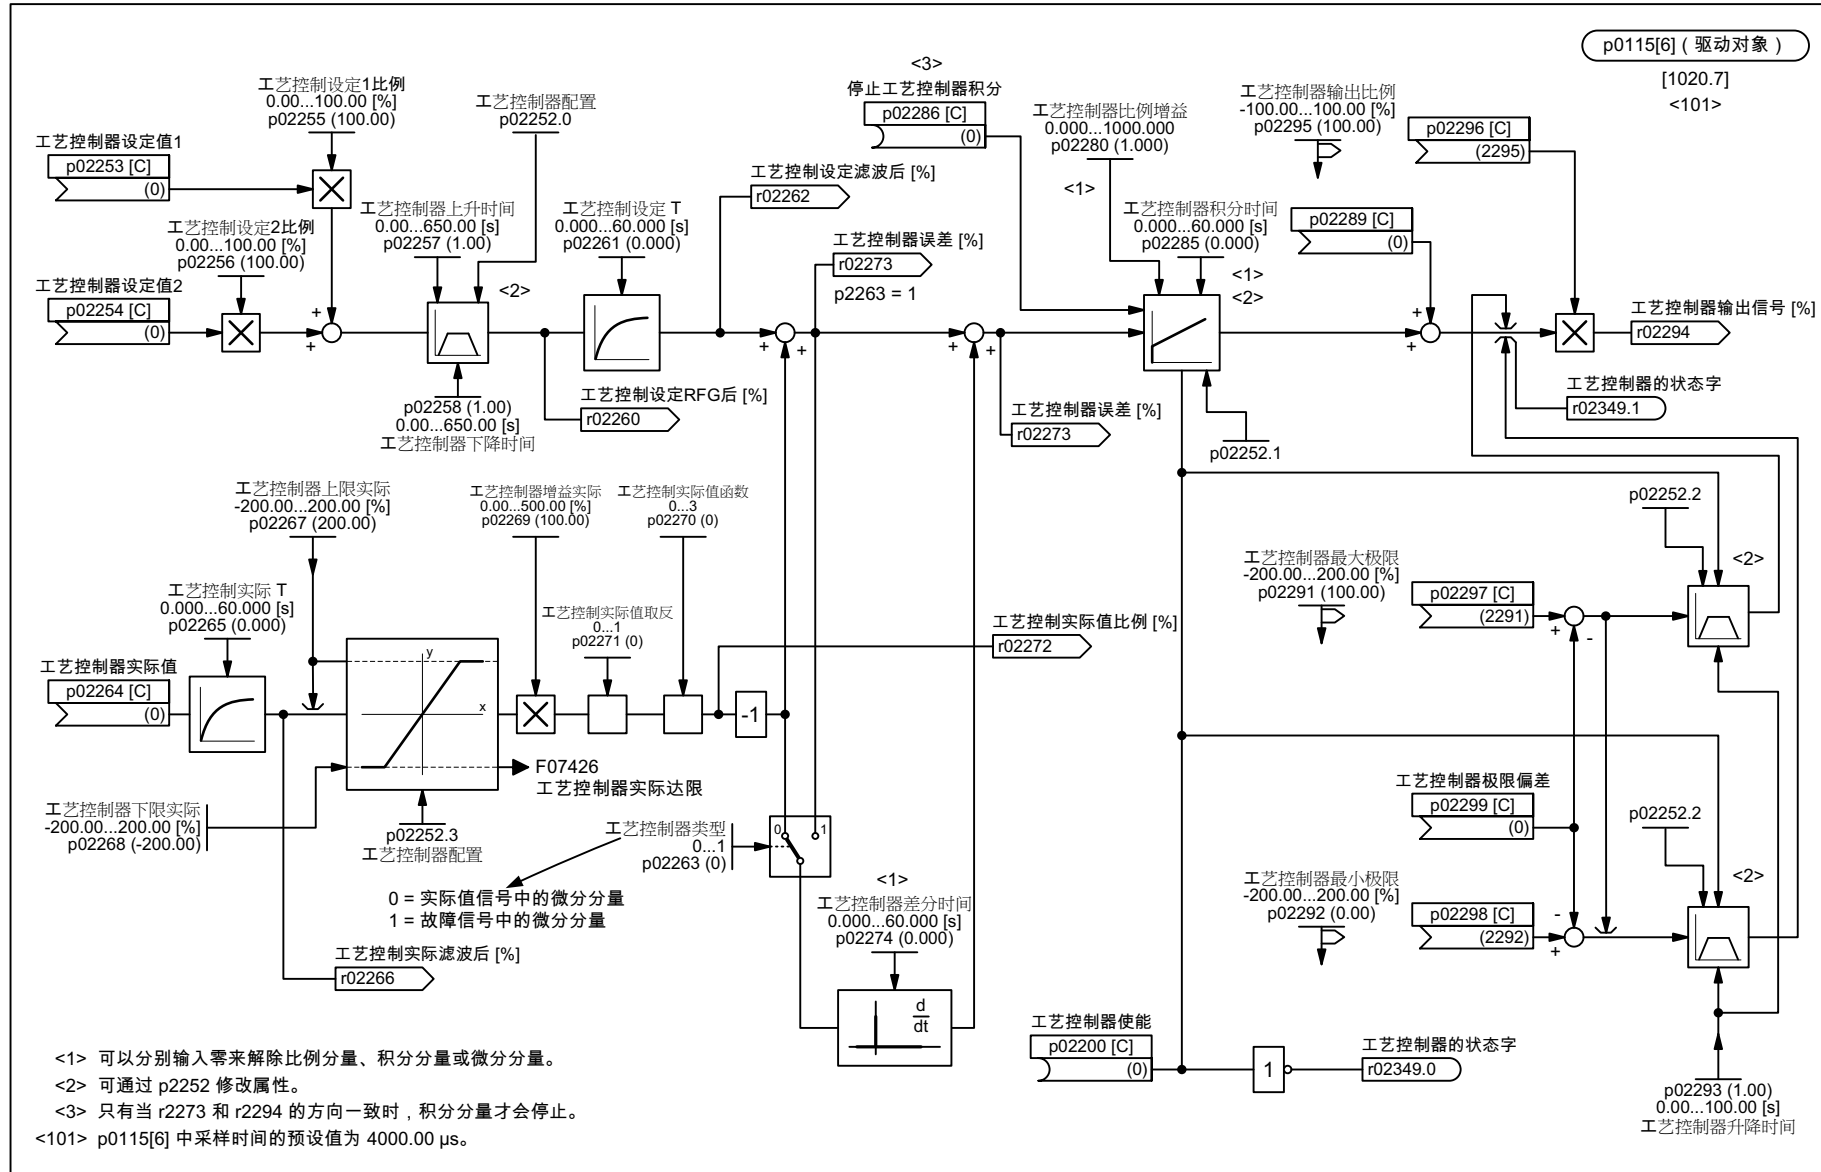 p0115[6] ( 驱动对象 )
[1020.7]
<101>
工艺控制设定1比例
0.00...100.00 [%]
p02255 (100.00)
工艺控制器配置
p02252.0
<3>
停止工艺控制器积分
p02286 [C]
(0)
工艺控制器比例增益
0.000...1000.000
p02280 (1.000)
<1>
工艺控制器输出比例
-100.00...100.00 [%]
p02295 (100.00)
p02296 [C]
(2295)
工艺控制器设定值1
p02253 [C]
(0)
工艺控制设定滤波后 [%]
r02262
工艺控制设定2比例
0.00...100.00 [%]
p02256 (100.00)
工艺控制器上升时间
0.00...650.00 [s]
p02257 (1.00)
<2>
工艺控制设定 T
0.000...60.000 [s]
p02261 (0.000)
工艺控制器误差 [%]
r02273
p2263 = 1
工艺控制器积分时间
0.000...60.000 [s]
p02285 (0.000)
<1>
<2>
p02289 [C]
(0)
工艺控制器设定值2
p02254 [C]
(0)
+
+
+
+
+
+
+
+
工艺控制器输出信号 [%]
r02294
p02258 (1.00)
0.00...650.00 [s]
工艺控制器下降时间
工艺控制设定RFG后 [%]
r02260
工艺控制器误差 [%]
r02273
p02252.1
工艺控制器的状态字
r02349.1
工艺控制器上限实际
-200.00...200.00 [%]
p02267 (200.00)
工艺控制器增益实际
0.00...500.00 [%]
p02269 (100.00)
工艺控制实际值函数
0...3
p02270 (0)
p02252.2
<2>
工艺控制实际 T
0.000...60.000 [s]
p02265 (0.000)
工艺控制实际值取反
0...1
p02271 (0)
工艺控制器最大极限
-200.00...200.00 [%]
p02291 (100.00)
p02297 [C]
(2291)
+
-
工艺控制实际值比例 [%]
r02272
工艺控制器实际值
p02264 [C]
(0)
y
x
-1
F07426
工艺控制器实际达限
工艺控制器下限实际
-200.00...200.00 [%]
p02268 (-200.00)
p02252.3
工艺控制器配置
工艺控制器类型
0...1
p02263 (0)
0
1
工艺控制器极限偏差
p02299 [C]
(0)
p02252.2
<2>
0 = 实际值信号中的微分分量
1 = 故障信号中的微分分量
<1>
工艺控制器差分时间
0.000...60.000 [s]
p02274 (0.000)
工艺控制器最小极限
-200.00...200.00 [%]
p02292 (0.00)
p02298 [C]
(2292)
-
+
工艺控制实际滤波后 [%]
r02266
d
dt
工艺控制器使能
p02200 [C]
(0)
1
工艺控制器的状态字
r02349.0
p02293 (1.00)
0.00...100.00 [s]
工艺控制器升降时间
<1> 可以分别输入零来解除比例分量、积分分量或微分分量。
<2> 可通过 p2252 修改属性。
<3> 只有当 r2273 和 r2294 的方向一致时，积分分量才会停止。
<101> p0115[6] 中采样时间的预设值为 4000.00 µs。